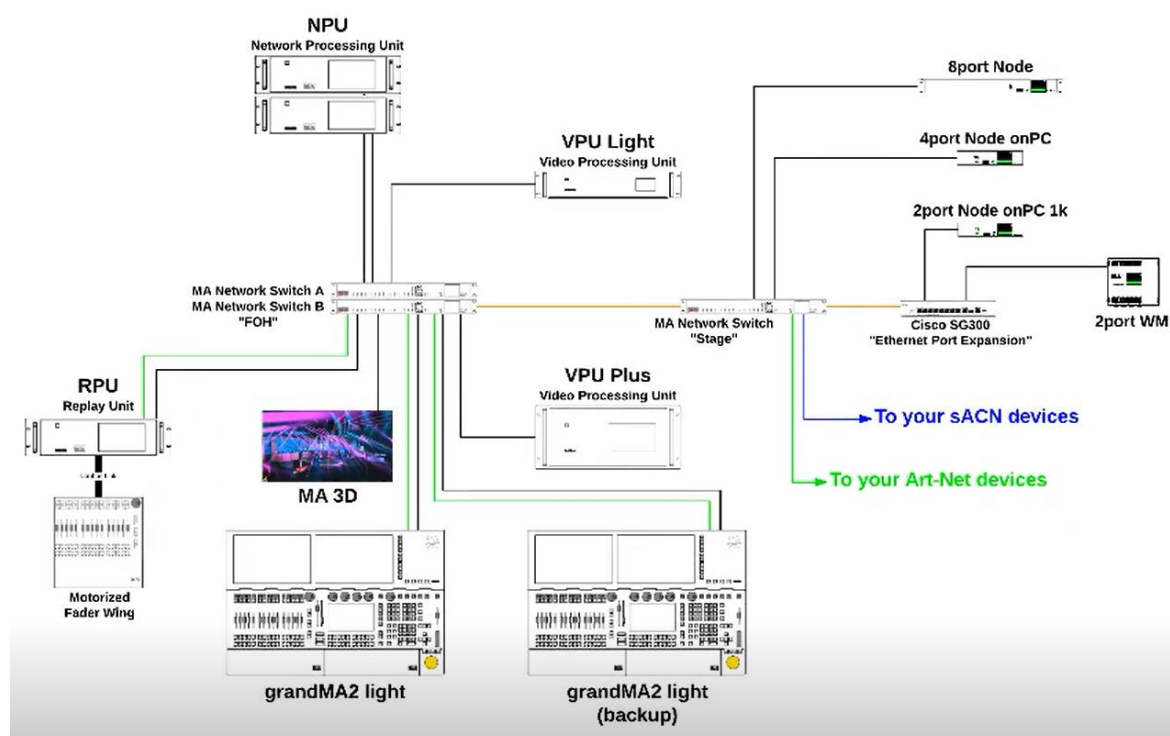 NPU
Network Processing Unit
8port Node
VPU Light
Video Processing Unit
4port Node onPC
2port Node onPC 1k
MA Network Switch A
MA Network Switch B
"FOH"
MA Network Switch
"Stage"
Cisco SG300
"Ethernet Port Expansion"
2port WM
RPU
Replay Unit
VPU Plus
Video Processing Unit
To your sACN devices
To your Art-Net devices
MA 3D
Motorized
Fader Wing
grandMA2 light
grandMA2 light
(backup)